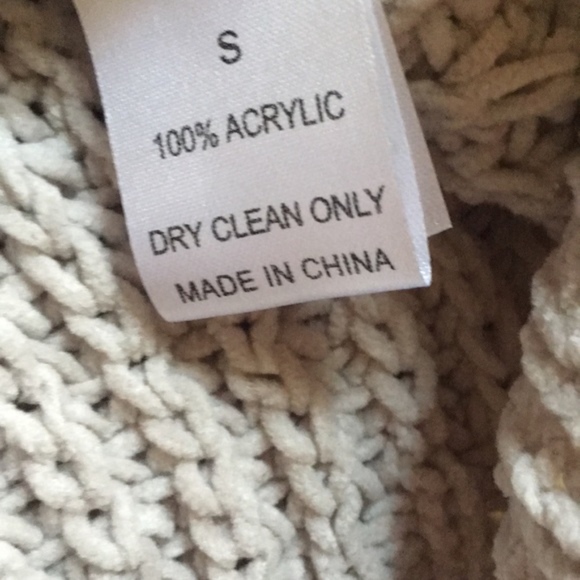 S
100% ACRYLIC
DRY CLEAN ONLY
MADE IN CHINA